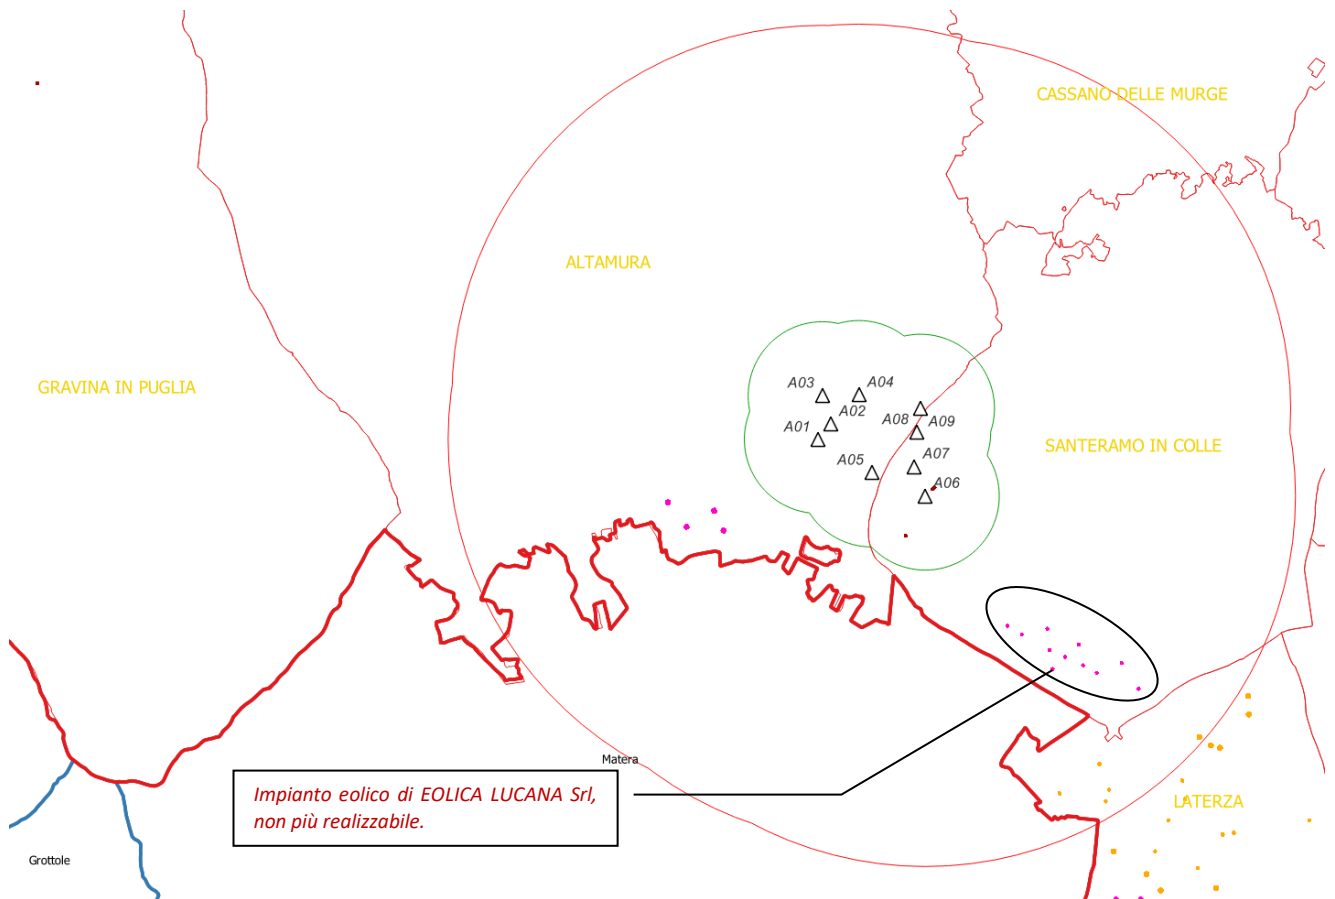 CASSANO DELLE MURGE
ALTAMURA
GRAVINA IN PUGLIA
A03
A04
A02
A08
A09
A01
SANTERAMO IN COLLE
A07
A05
A06
Matera
Impianto eolico di EOLICA LUCANA Srl,
non più realizzabile.
LATERZA
Grottole